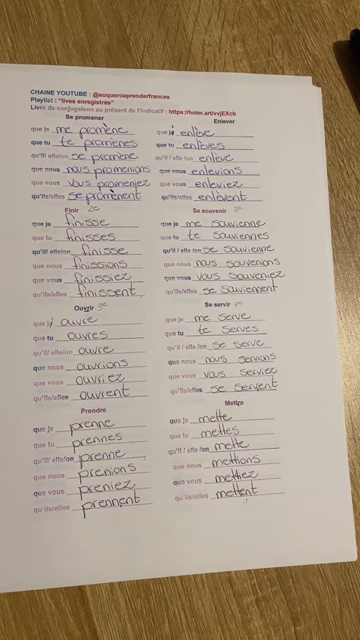 CHAINE YOUTUBE : @euqueroaprenderfrances
Playlist : "lives enregistrés"
Livre de conjugaison au présent de l'indicatif : https://hotm.art/vvjEXcb
Se promener
que je me promène
que tu te promènes
qu'il/ elle/on se promène
que nous nous promenions
que vous vous promeniez
qu'ils/elles se promènent
Enlever
que j' enlève
que tu enlèves
qu'il / elle /on enlève
que nous enlevions
que vous enleviez
qu'ils/elles enlèvent
Finir
que je finisse
que tu finisses
qu'il/ elle/on finisse
que nous finissions
que vous finissiez
qu'ils/elles finissent
Se souvenir
que je me souvienne
que tu te souviennes
qu'il / elle /on se souvienne
que nous nous souvenions
que vous vous souveniez
qu'ils/elles se souviennent
Ouvrir
que j' ouvre
que tu ouvres
qu'il/ elle/on ouvre
que nous ouvrions
que vous ouvriez
qu'ils/elles ouvrent
Se servir
que je me serve
que tu te serves
qu'il / elle /on se serve
que nous nous servions
que vous vous serviez
qu'ils/elles se servent
Prendre
que je prenne
que tu prennes
qu'il/ elle/on prenne
que nous prenions
que vous preniez
qu'ils/elles prennent
Mettre
que je mette
que tu mettes
qu'il / elle /on mette
que nous mettions
que vous mettiez
qu'ils/elles mettent